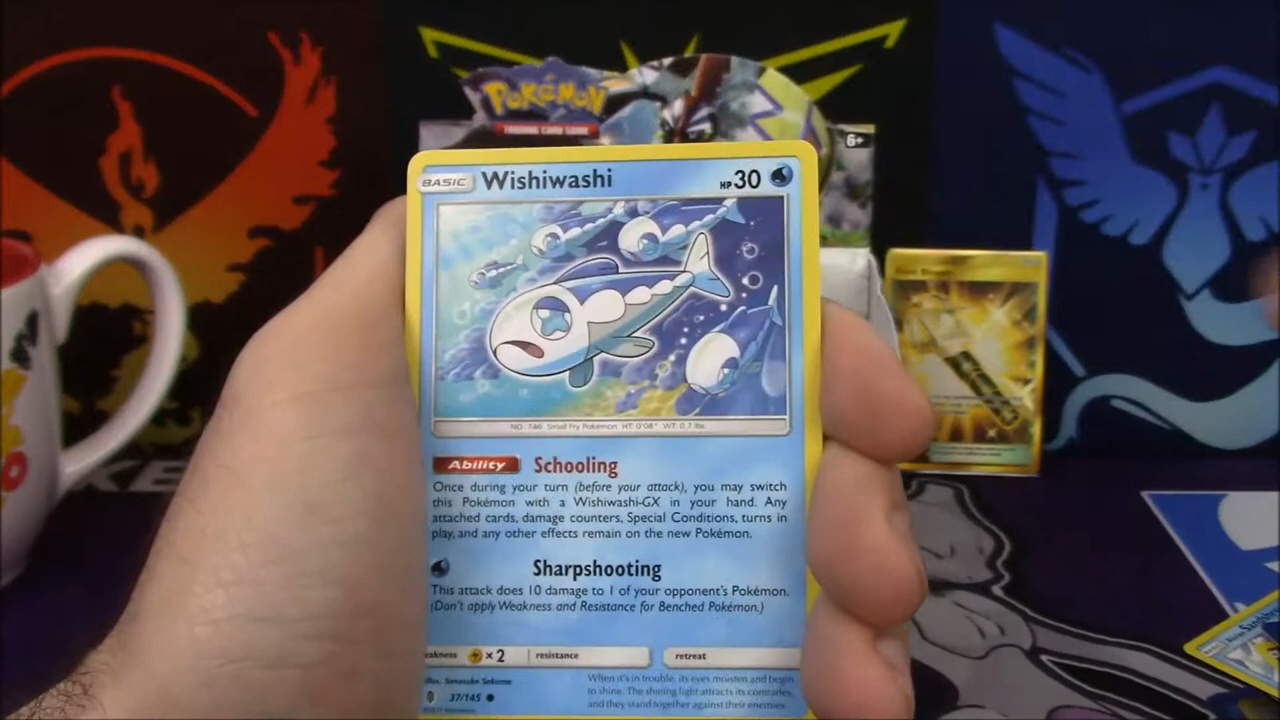 POKÉMON
TRADING CARD GAME
6+
BASIC Wishiwashi HP 30
NO. 746 Small Fry Pokémon HT: 0'08" WT: 0.7 lbs.
Ability Schooling
Once during your turn (before your attack), you may switch
this Pokémon with a Wishiwashi-GX in your hand. Any
attached cards, damage counters, Special Conditions, turns in
play, and any other effects remain on the new Pokémon.
Sharpshooting
This attack does 10 damage to 1 of your opponent's Pokémon.
(Don't apply Weakness and Resistance for Benched Pokémon.)
eakness ×2 resistance retreat
When it's in trouble, its eyes moisten and begin
to shine. The shining light attracts its comrades,
and they stand together against their enemies.
37/145